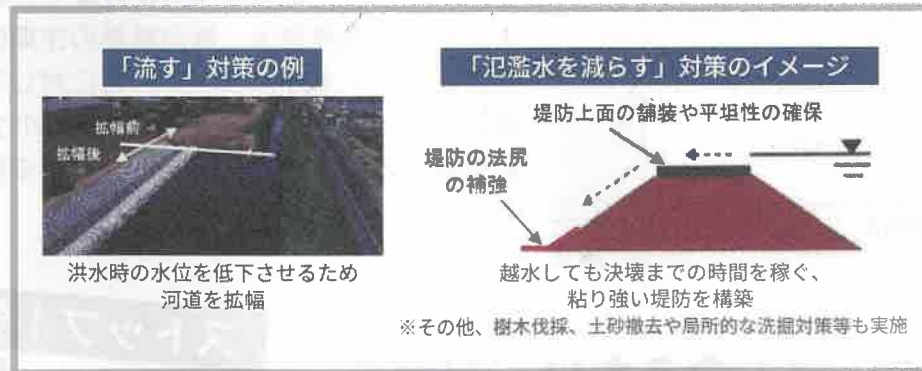 「流す」対策の例
拡幅前
拡幅後
洪水時の水位を低下させるため
河道を拡幅
「氾濫水を減らす」対策のイメージ
堤防上面の舗装や平坦性の確保
堤防の法尻
の補強
越水しても決壊までの時間を稼ぐ、
粘り強い堤防を構築
※その他、樹木伐採、土砂撤去や局所的な洗掘対策等も実施